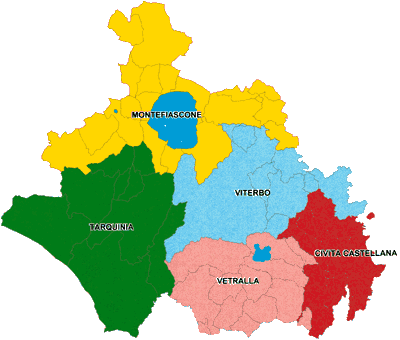 MONTEFIASCONE
VITERBO
TARQUINIA
CIVITA CASTELLANA
VETRALLA